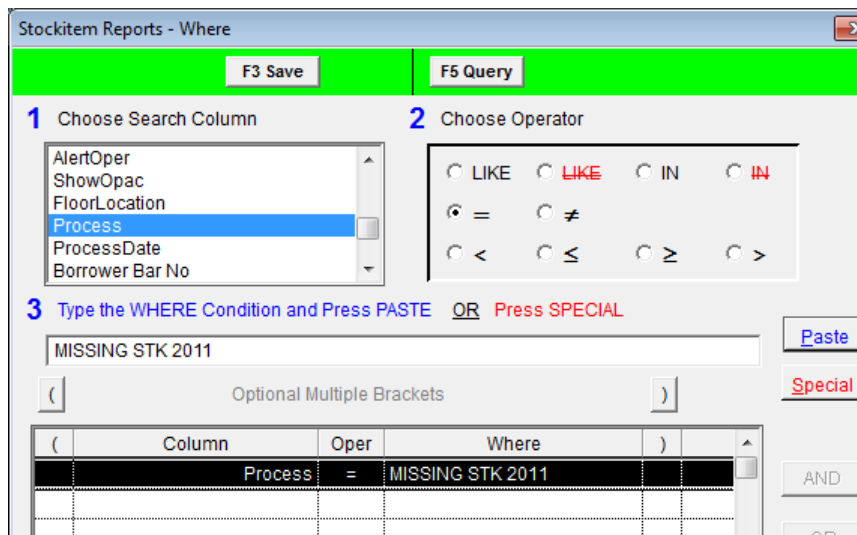 Stockitem Reports - Where
F3 Save F5 Query
1 Choose Search Column 2 Choose Operator
AlertOper
ShowOpac
FloorLocation
Process
ProcessDate
Borrower Bar No
LIKE LIKE IN IN
= ≠
< ≤ ≥ >
3 Type the WHERE Condition and Press PASTE OR Press SPECIAL
MISSING STK 2011
Paste
Special
( Optional Multiple Brackets )
( Column Oper Where )
Process = MISSING STK 2011
AND